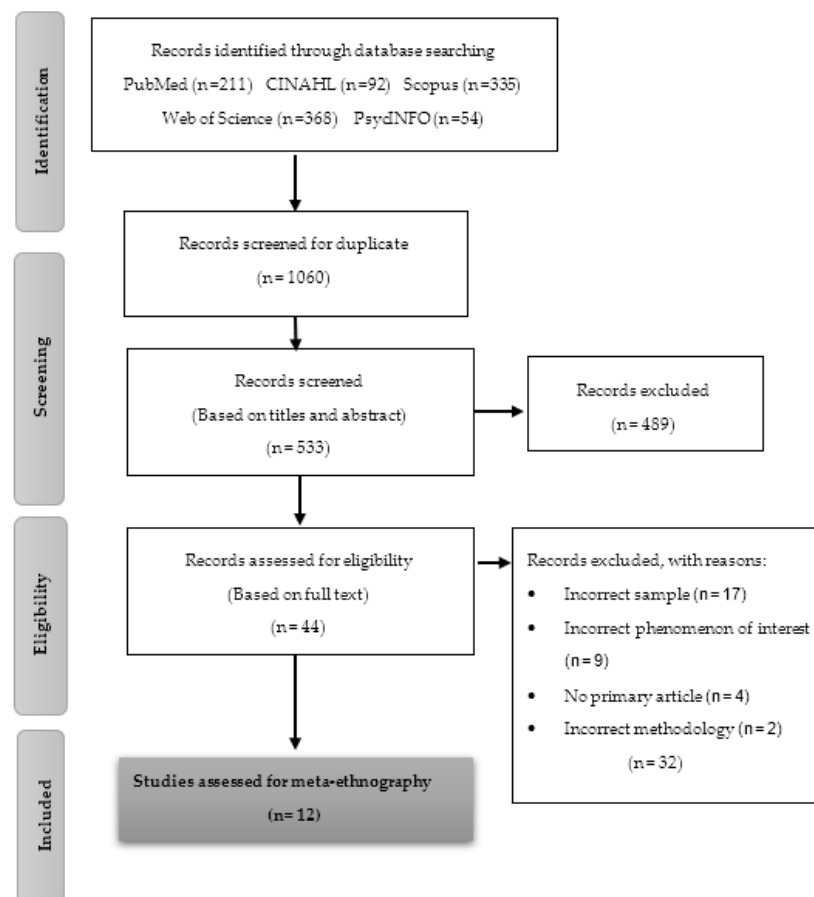 Identification
Records identified through database searching
PubMed (n=211) CINAHL (n=92) Scopus (n=335)
Web of Science (n=368) PsycINFO (n=54)
Screening
Records screened for duplicate
(n= 1060)
Records screened
(Based on titles and abstract)
(n= 533)
Records excluded
(n= 489)
Eligibility
Records assessed for eligibility
(Based on full text)
(n= 44)
Records excluded, with reasons:
• Incorrect sample (n= 17)
• Incorrect phenomenon of interest
(n= 9)
• No primary article (n= 4)
• Incorrect methodology (n= 2)
(n= 32)
Included
Studies assessed for meta-ethnography
(n= 12)